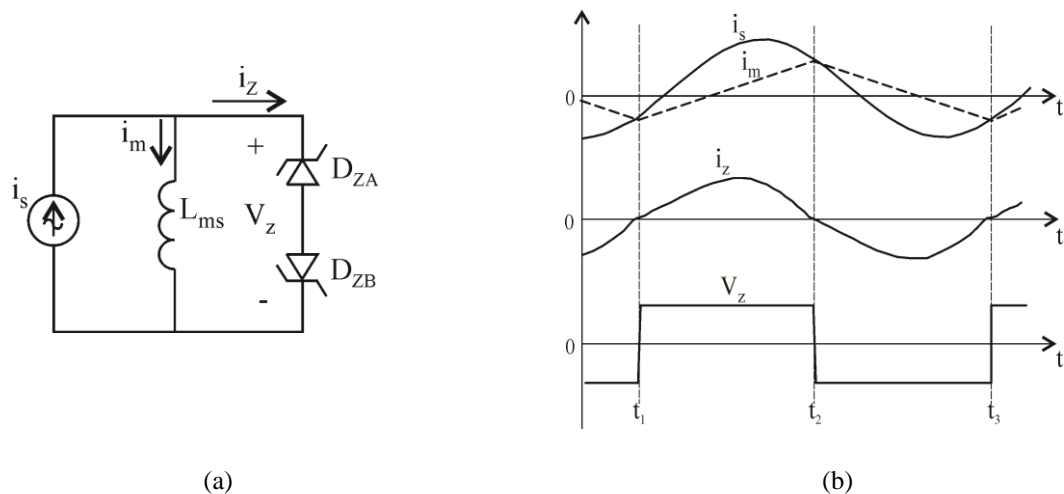 i_Z
i_m
+
D_ZA
i_s
L_ms
V_z
D_ZB
-
(a)
i_s
i_m
0
t
i_z
0
t
V_z
0
t
t_1
t_2
t_3
(b)